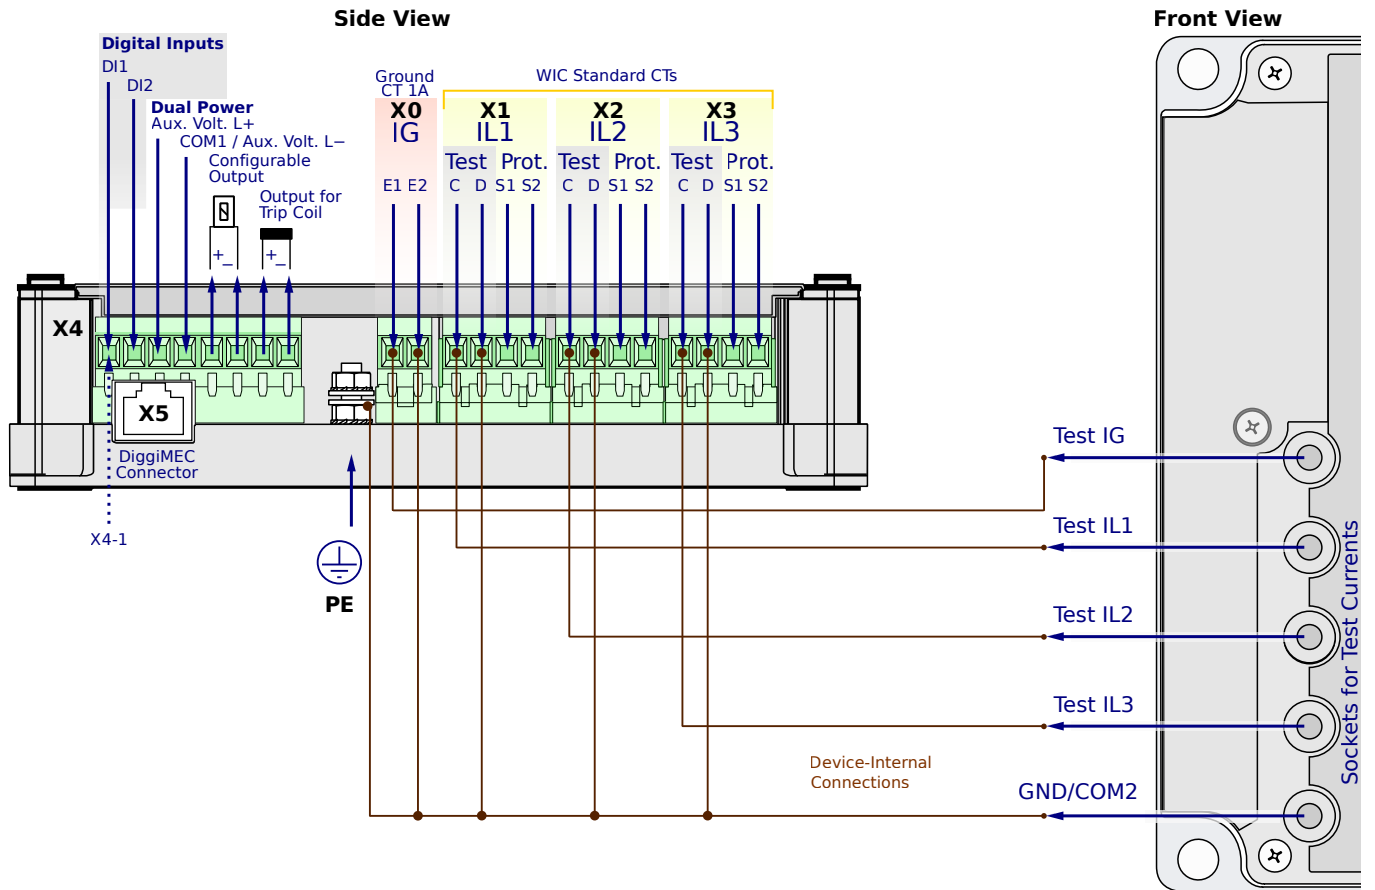 Side View
Front View
Digital Inputs
DI1
DI2
Dual Power
Aux. Volt. L+
COM1 / Aux. Volt. L−
Configurable
Output
Output for
Trip Coil
+
−
+
−
Ground
CT 1A
X0
IG
E1 E2
WIC Standard CTs
X1
IL1
Test Prot.
C D S1 S2
X2
IL2
Test Prot.
C D S1 S2
X3
IL3
Test Prot.
C D S1 S2
X4
X5
DiggiMEC
Connector
X4-1
PE
Test IG
Test IL1
Test IL2
Test IL3
GND/COM2
Device-Internal
Connections
Sockets for Test Currents